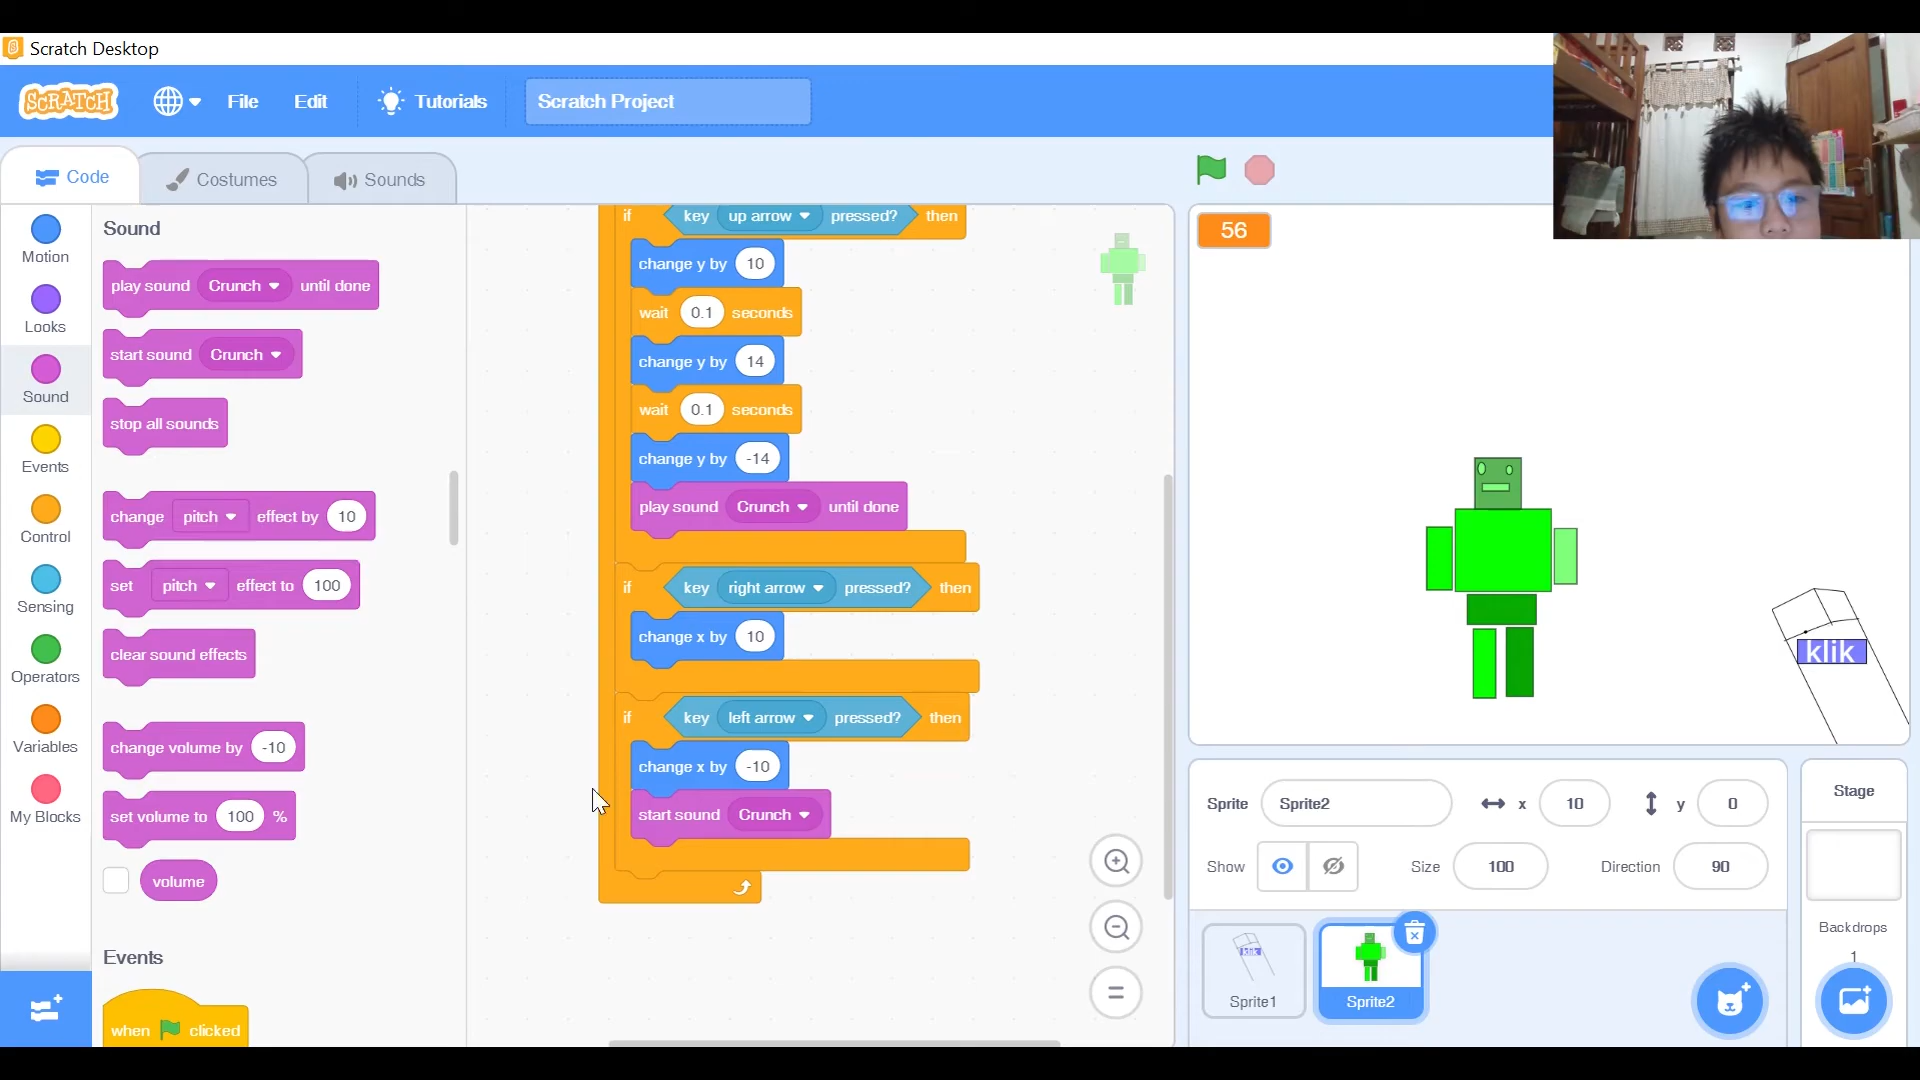 Scratch Desktop
SCRATCH
File
Edit
Tutorials
Scratch Project
Code
Costumes
Sounds
Motion
Looks
Sound
Events
Control
Sensing
Operators
Variables
My Blocks
Sound
play sound Crunch until done
start sound Crunch
stop all sounds
change pitch effect by 10
set pitch effect to 100
clear sound effects
change volume by -10
set volume to 100 %
volume
Events
when clicked
if key up arrow pressed? then
change y by 10
wait 0.1 seconds
change y by 14
wait 0.1 seconds
change y by -14
play sound Crunch until done
if key right arrow pressed? then
change x by 10
if key left arrow pressed? then
change x by -10
start sound Crunch
56
klik
Sprite Sprite2 x 10 y 0
Show Size 100 Direction 90
klik
Sprite1
Sprite2
Stage
Backdrops
1